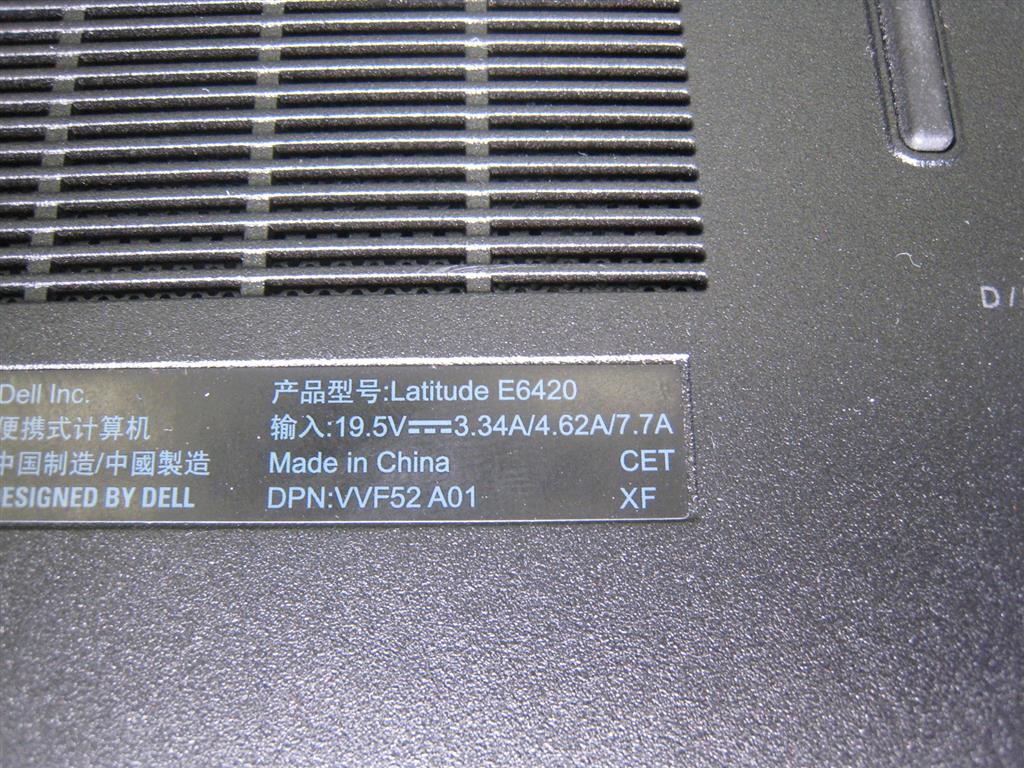 DI
Dell Inc. 产品型号:Latitude E6420
便携式计算机 输入:19.5V⎓3.34A/4.62A/7.7A
中国制造/中國製造 Made in China CET
ESIGNED BY DELL DPN:VVF52 A01 XF